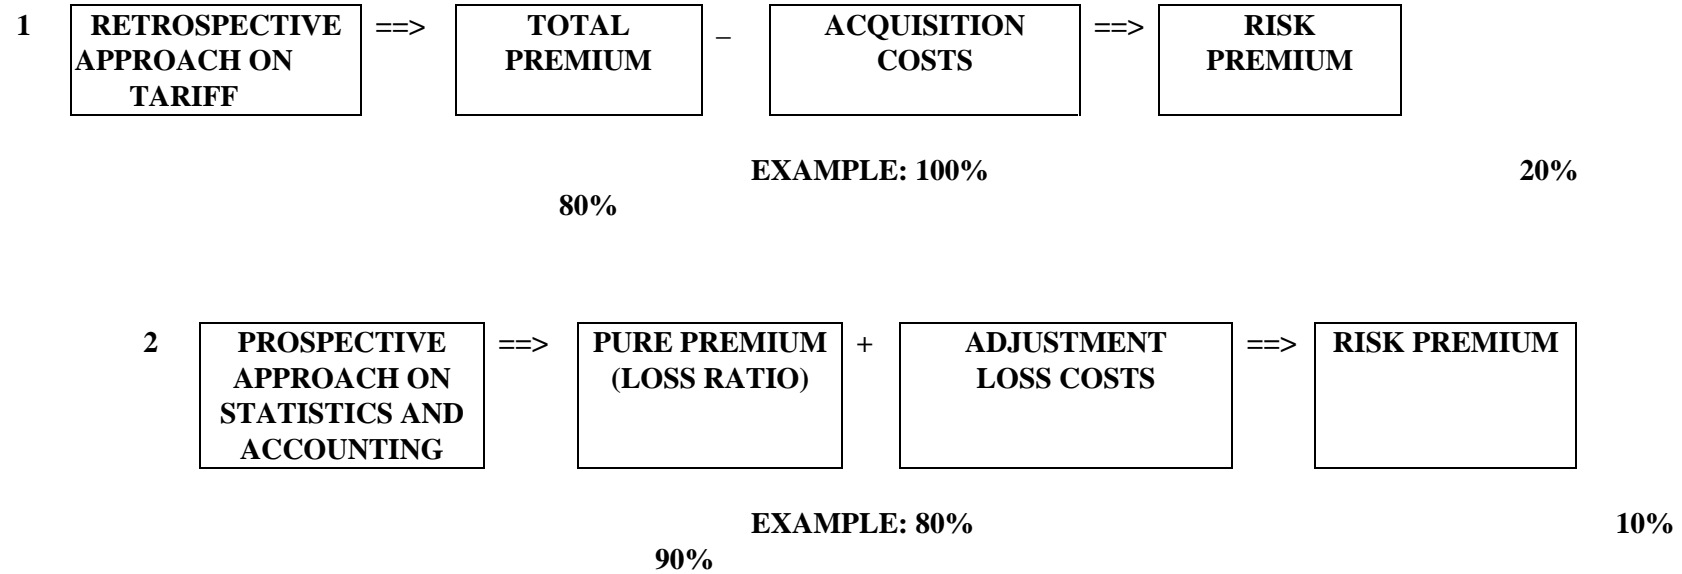 1 RETROSPECTIVE APPROACH ON TARIFF ==> TOTAL PREMIUM _ ACQUISITION COSTS ==> RISK PREMIUM
EXAMPLE: 100% 20%
80%
2 PROSPECTIVE APPROACH ON STATISTICS AND ACCOUNTING ==> PURE PREMIUM (LOSS RATIO) + ADJUSTMENT LOSS COSTS ==> RISK PREMIUM
EXAMPLE: 80% 10%
90%